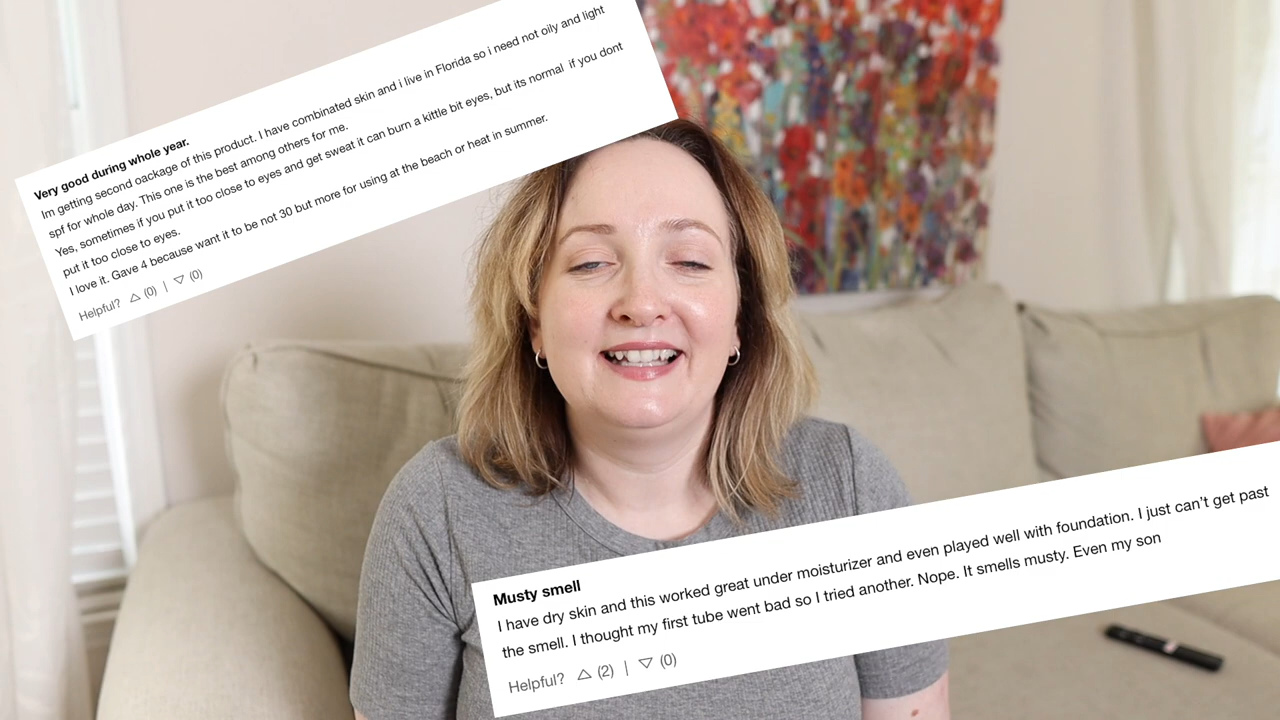 Very good during whole year.
Im getting second oackage of this product. I have combinated skin and i live in Florida so i need not oily and light
spf for whole day. This one is the best among others for me.
Yes, sometimes if you put it too close to eyes and get sweat it can burn a kittle bit eyes, but its normal if you dont
put it too close to eyes.
I love it. Gave 4 because want it to be not 30 but more for using at the beach or heat in summer.
Helpful? △ (0) | ▽ (0)
Musty smell
I have dry skin and this worked great under moisturizer and even played well with foundation. I just can't get past
the smell. I thought my first tube went bad so I tried another. Nope. It smells musty. Even my son
Helpful? △ (2) | ▽ (0)